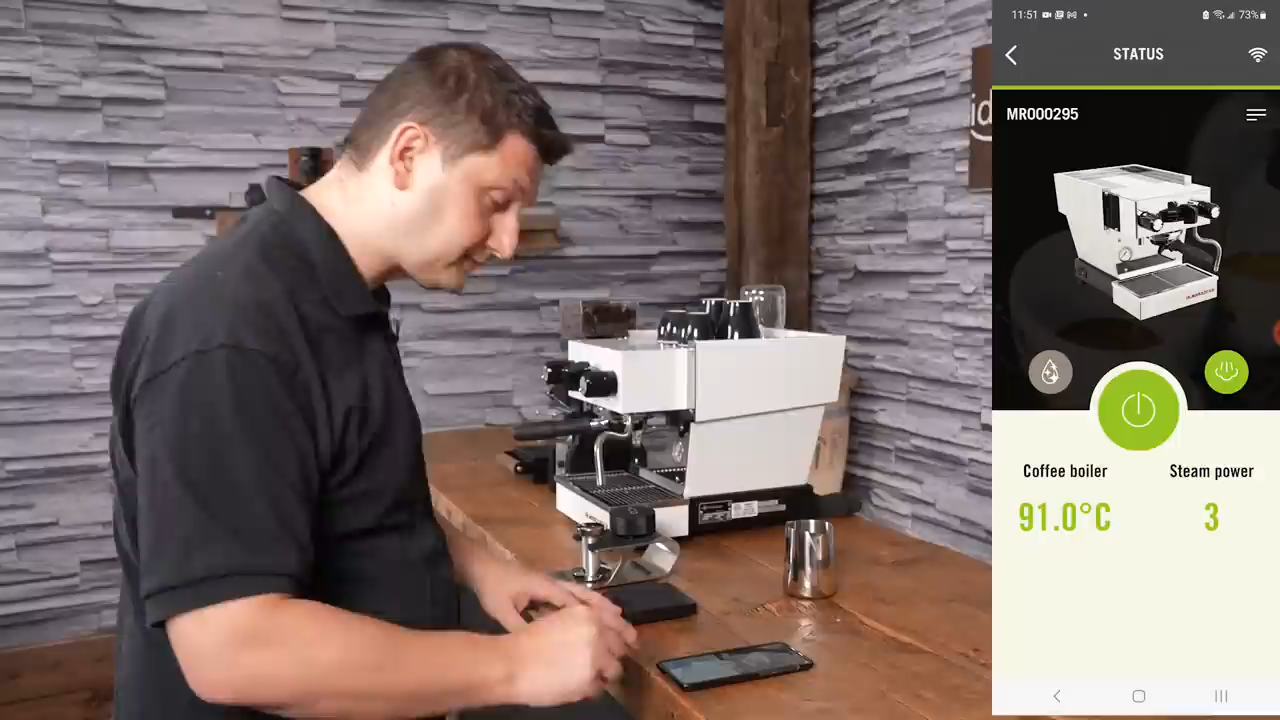 11:51
73%
STATUS
MR000295
Coffee boiler
Steam power
91.0°C
3